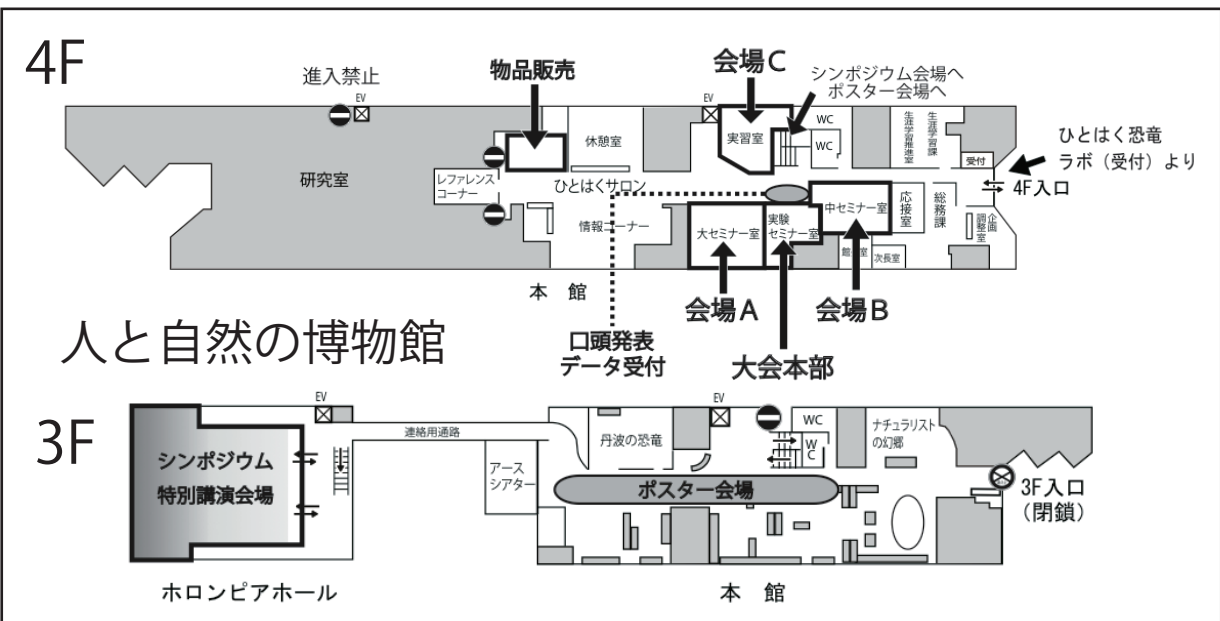 4F
進入禁止
物品販売
会場C
シンポジウム会場へ
ポスター会場へ
EV
EV
休憩室
実習室
WC
WC
生涯学習推進室
生涯学習課
受付
ひとはく恐竜
ラボ(受付)より
4F入口
研究室
レファレンス
コーナー
ひとはくサロン
情報コーナー
大セミナー室
実験
セミナー室
中セミナー室
応接室
総務課
企画
調整室
次長室
本 館
会場A
会場B
口頭発表
データ受付
大会本部
人と自然の博物館
3F
EV
EV
連絡用通路
丹波の恐竜
WC
WC
ナチュラリスト
の幻郷
シンポジウム
特別講演会場
アース
シアター
ポスター会場
3F入口
(閉鎖)
ホロンピアホール
本 館